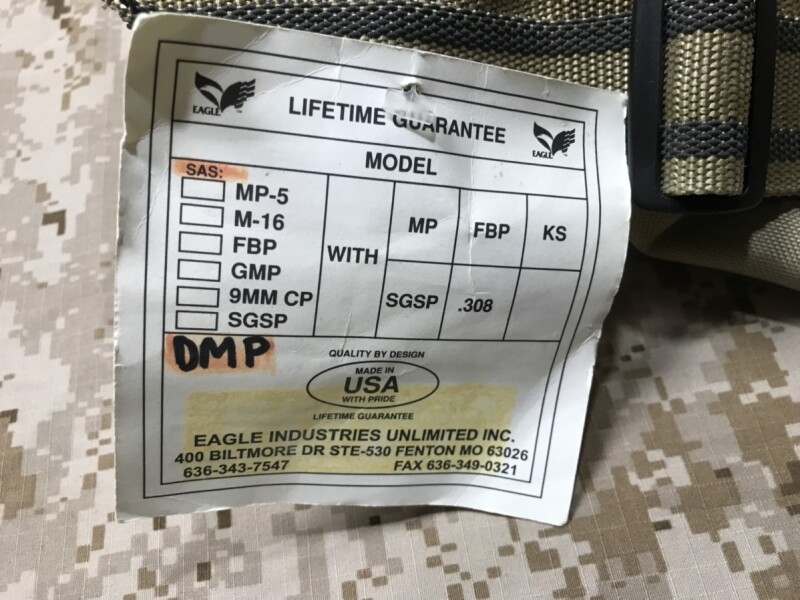 EAGLE
LIFETIME GUARANTEE
EAGLE
MODEL
SAS:
MP-5
M-16
FBP
GMP
9MM CP
SGSP
WITH
MP FBP KS
SGSP .308
DMP
QUALITY BY DESIGN
MADE IN
USA
WITH PRIDE
LIFETIME GUARANTEE
EAGLE INDUSTRIES UNLIMITED INC.
400 BILTMORE DR STE-530 FENTON MO 63026
636-343-7547 FAX 636-349-0321